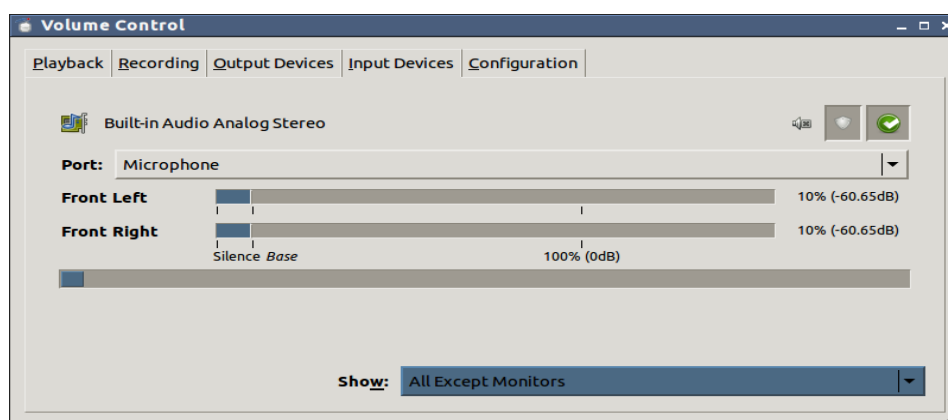 Volume Control
Playback Recording Output Devices Input Devices Configuration
Built-in Audio Analog Stereo
Port: Microphone
Front Left 10% (-60.65dB)
Front Right 10% (-60.65dB)
Silence Base 100% (0dB)
Show: All Except Monitors